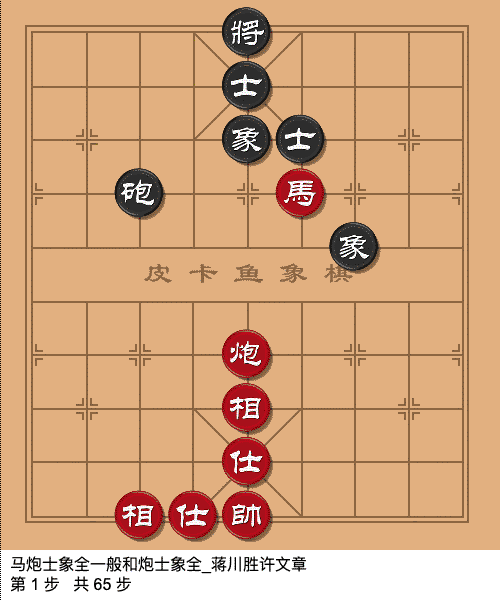 將
士
象 士
砲 馬
象
皮卡鱼象棋
炮
相
仕
相 仕 帥
马炮士象全一般和炮士象全_蒋川胜许文章
第 1 步 共 65 步